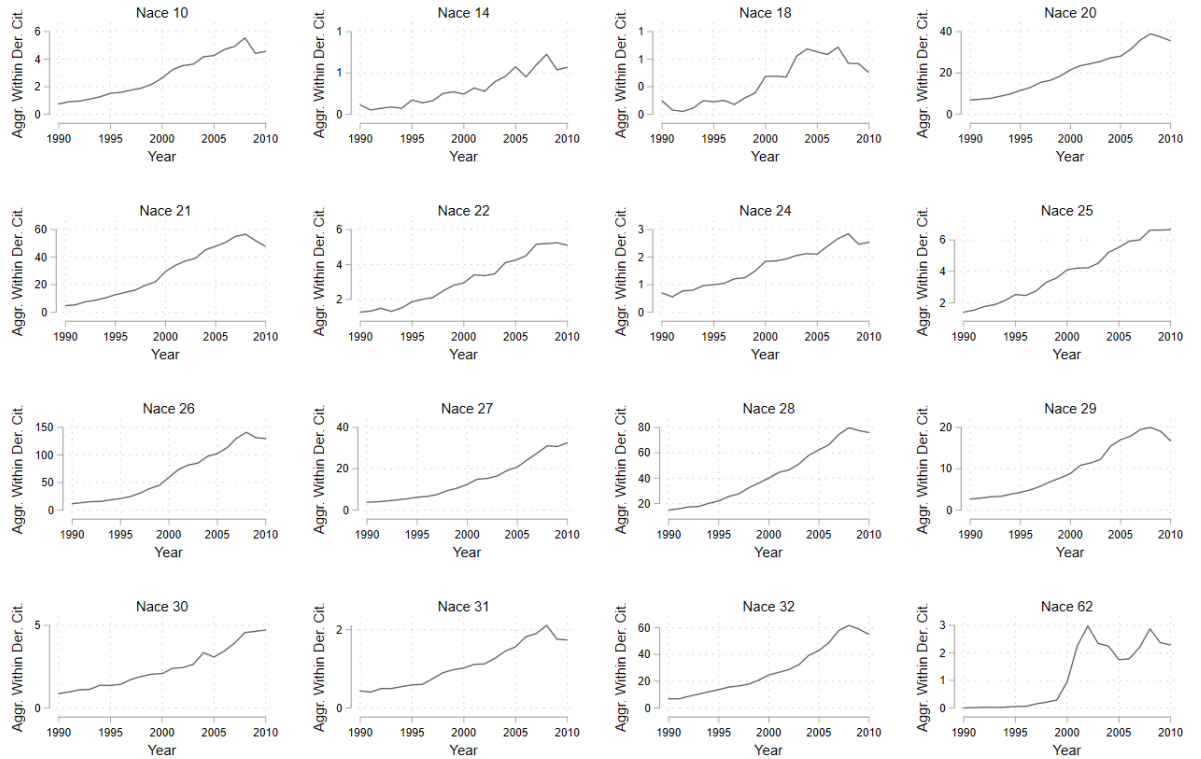 Nace 10
Aggr. Within Der. Cit.
6
4
2
0
1990 1995 2000 2005 2010
Year
Nace 14
Aggr. Within Der. Cit.
1
1
0
1990 1995 2000 2005 2010
Year
Nace 18
Aggr. Within Der. Cit.
1
1
0
0
1990 1995 2000 2005 2010
Year
Nace 20
Aggr. Within Der. Cit.
40
20
0
1990 1995 2000 2005 2010
Year
Nace 21
Aggr. Within Der. Cit.
60
40
20
0
1990 1995 2000 2005 2010
Year
Nace 22
Aggr. Within Der. Cit.
6
4
2
1990 1995 2000 2005 2010
Year
Nace 24
Aggr. Within Der. Cit.
3
2
1
0
1990 1995 2000 2005 2010
Year
Nace 25
Aggr. Within Der. Cit.
6
4
2
1990 1995 2000 2005 2010
Year
Nace 26
Aggr. Within Der. Cit.
150
100
50
0
1990 1995 2000 2005 2010
Year
Nace 27
Aggr. Within Der. Cit.
40
20
0
1990 1995 2000 2005 2010
Year
Nace 28
Aggr. Within Der. Cit.
80
60
40
20
1990 1995 2000 2005 2010
Year
Nace 29
Aggr. Within Der. Cit.
20
10
0
1990 1995 2000 2005 2010
Year
Nace 30
Aggr. Within Der. Cit.
5
0
1990 1995 2000 2005 2010
Year
Nace 31
Aggr. Within Der. Cit.
2
0
1990 1995 2000 2005 2010
Year
Nace 32
Aggr. Within Der. Cit.
60
40
20
0
1990 1995 2000 2005 2010
Year
Nace 62
Aggr. Within Der. Cit.
3
2
1
0
1990 1995 2000 2005 2010
Year